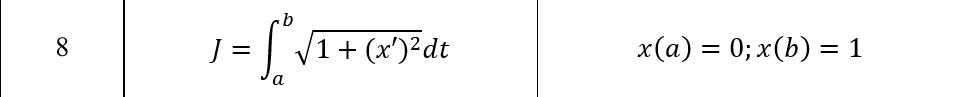 8 J = ∫_a^b √(1 + (x′)²) dt x(a) = 0; x(b) = 1